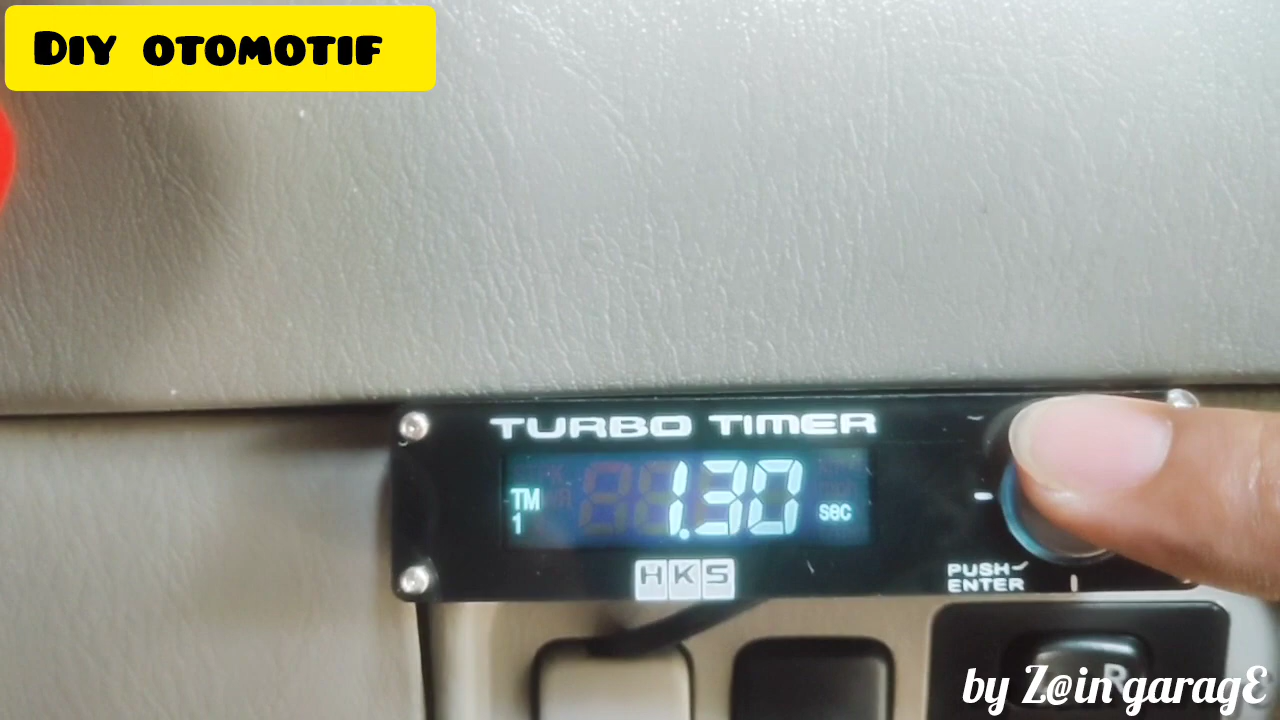 Diy otomotif
TURBO TIMER
TM
1
1.30
sec
HKS
PUSH
ENTER
R
by Z@in garagE